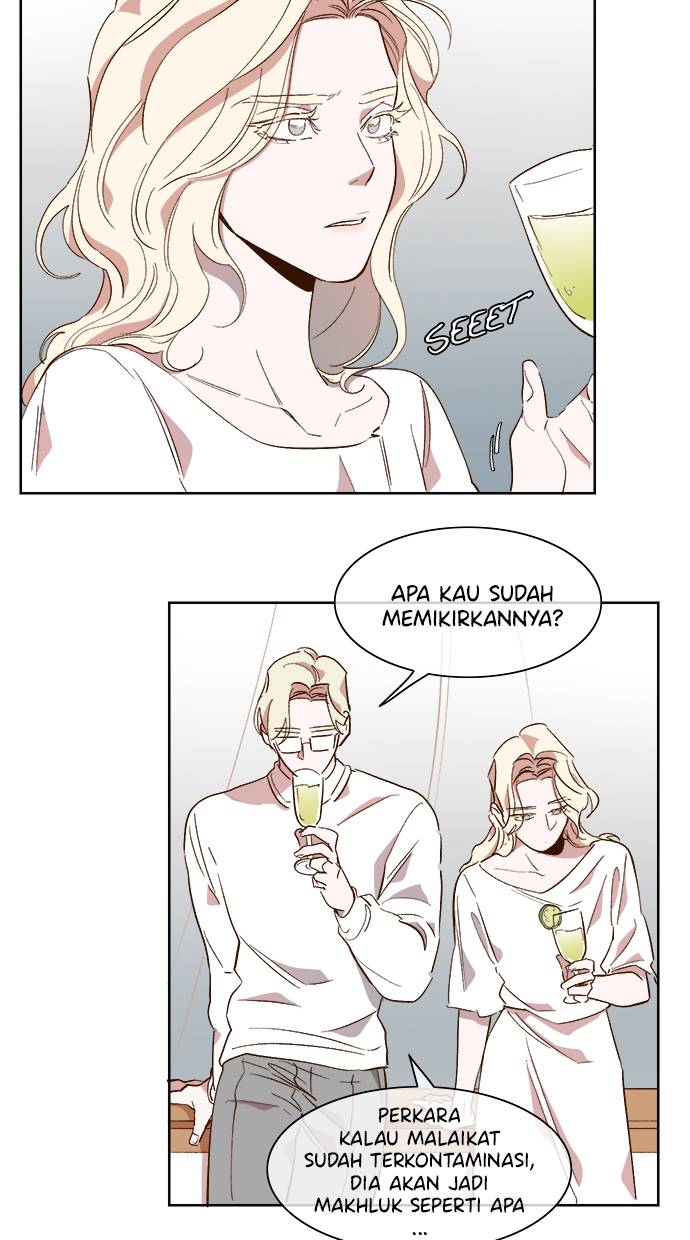 SEEET
APA KAU SUDAH
MEMIKIRKANNYA?
PERKARA
KALAU MALAIKAT
SUDAH TERKONTAMINASI,
DIA AKAN JADI
MAKHLUK SEPERTI APA
...